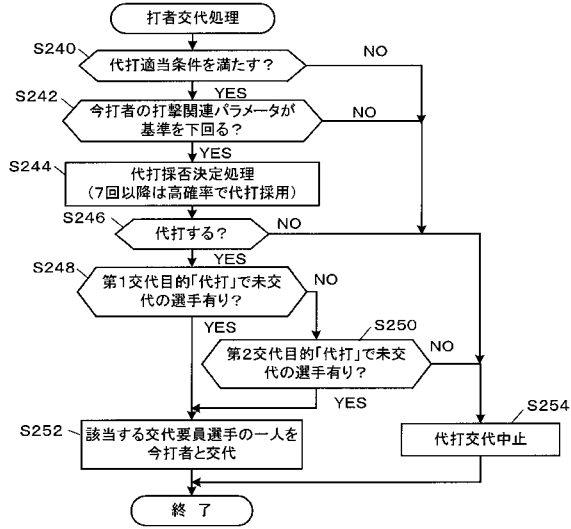 打者交代処理
S240
代打適当条件を満たす?
NO
YES
S242
今打者の打撃関連パラメータが
基準を下回る?
NO
YES
S244
代打採否決定処理
(7回以降は高確率で代打採用)
S246
代打する?
NO
YES
S248
第1交代目的「代打」で未交
代の選手有り?
NO
YES
S250
第2交代目的「代打」で未交
代の選手有り?
NO
YES
S252
該当する交代要員選手の一人を
今打者と交代
S254
代打交代中止
終了